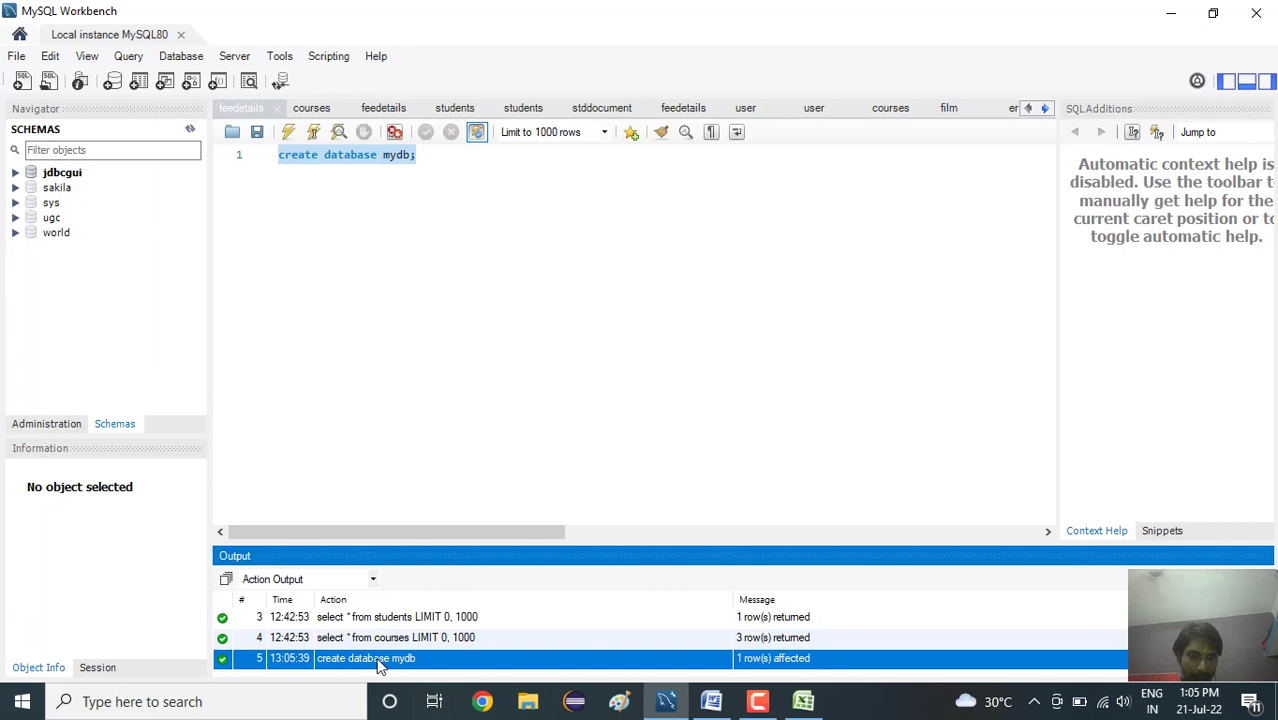 MySQL Workbench
Local instance MySQL80
File Edit View Query Database Server Tools Scripting Help
Navigator
SCHEMAS
Filter objects
jdbcgui
sakila
sys
ugc
world
Administration Schemas
Information
No object selected
Object Info Session
feedetails courses feedetails students students stddocument feedetails user user courses film er
Limit to 1000 rows
1 create database mydb;
SQLAdditions
Jump to
Automatic context help is
disabled. Use the toolbar t
manually get help for the
current caret position or to
toggle automatic help.
Context Help Snippets
Output
Action Output
# Time Action Message
3 12:42:53 select * from students LIMIT 0, 1000 1 row(s) returned
4 12:42:53 select * from courses LIMIT 0, 1000 3 row(s) returned
5 13:05:39 create database mydb 1 row(s) affected
Type here to search
30°C
ENG
IN
1:05 PM
21-Jul-22
11